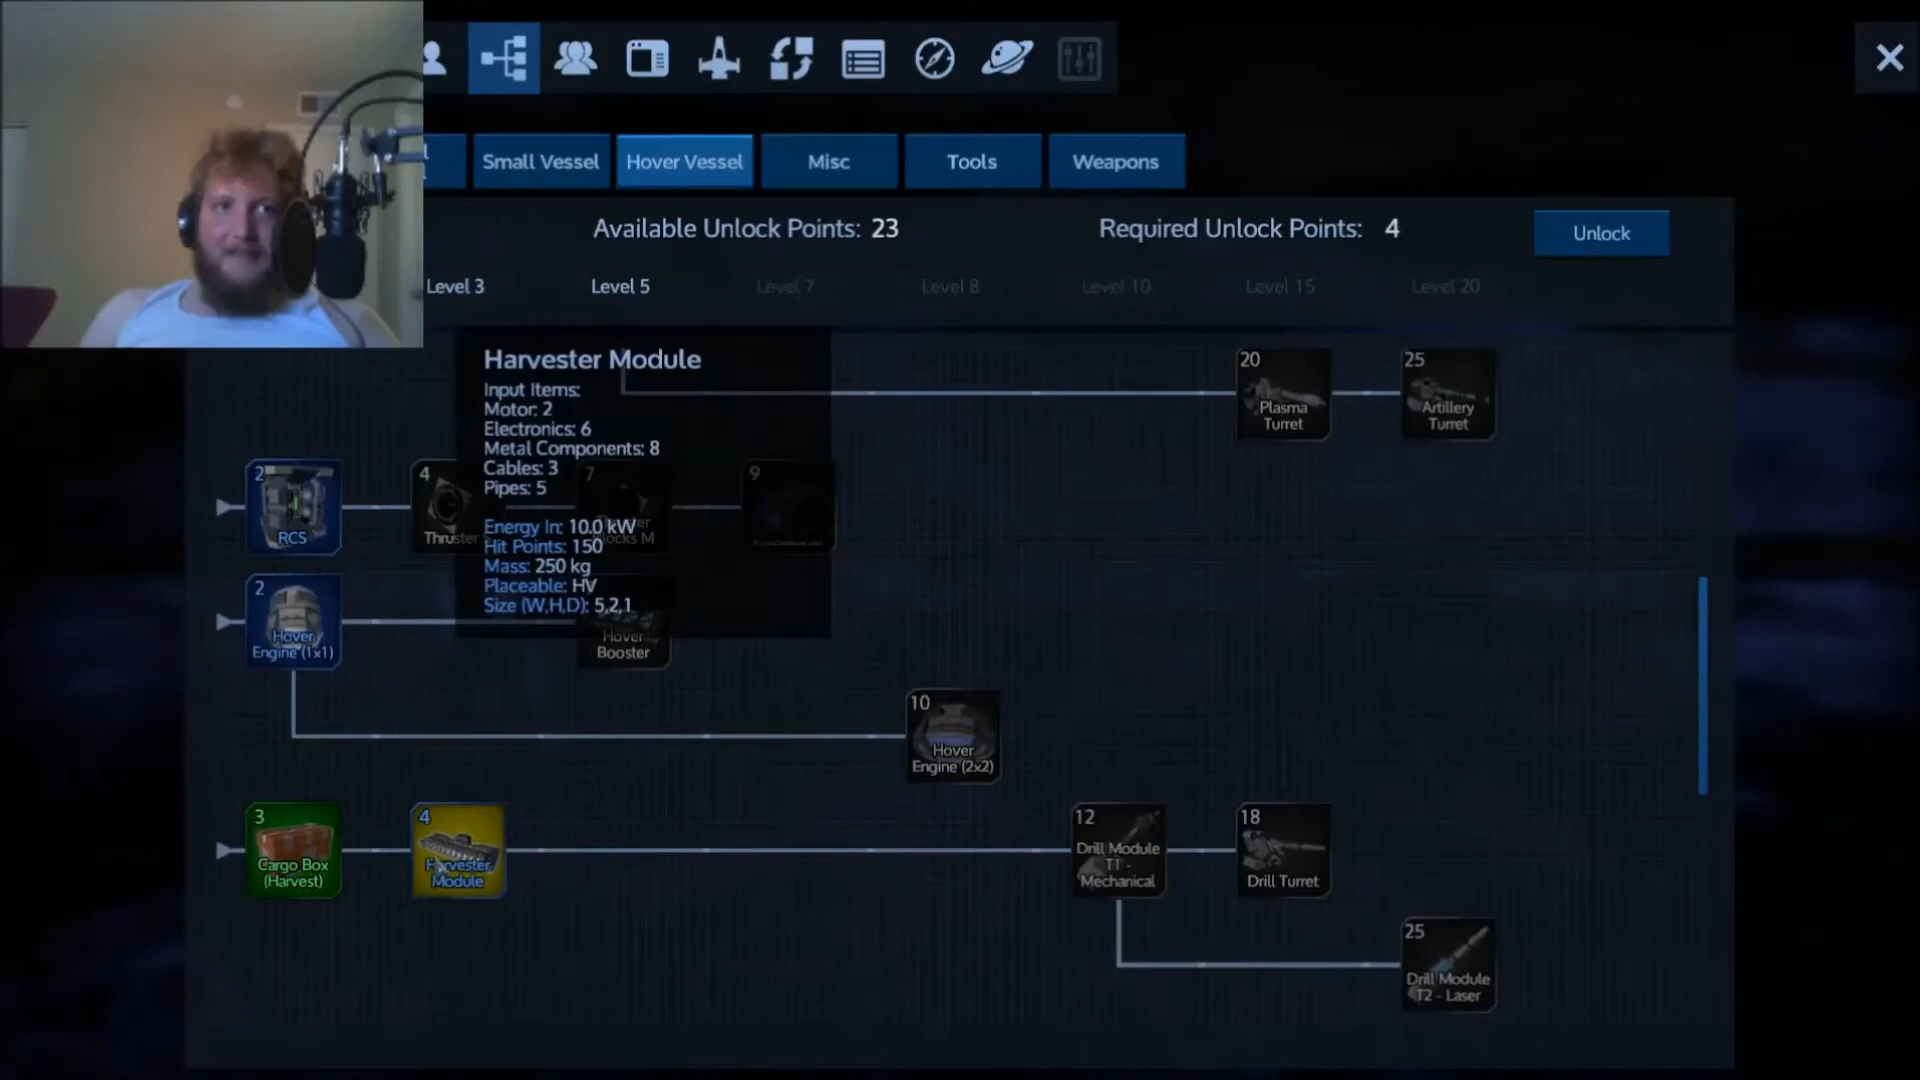 Small Vessel
Hover Vessel
Misc
Tools
Weapons
Available Unlock Points: 23
Required Unlock Points: 4
Unlock
Level 3
Level 5
Level 7
Level 8
Level 10
Level 15
Level 20
Harvester Module
Input Items:
Motor: 2
Electronics: 6
Metal Components: 8
Cables: 3
Pipes: 5
Energy In: 10.0 kW
Hit Points: 150
Mass: 250 kg
Placeable: HV
Size (W,H,D): 5,2,1
20
Plasma
Turret
25
Artillery
Turret
2
RCS
4
Thruster
7
M
9
2
Hover
Engine (1x1)
Hover
Booster
10
Hover
Engine (2x2)
3
Cargo Box
(Harvest)
4
Harvester
Module
12
Drill Module
T1 -
Mechanical
18
Drill Turret
25
Drill Module
T2 - Laser